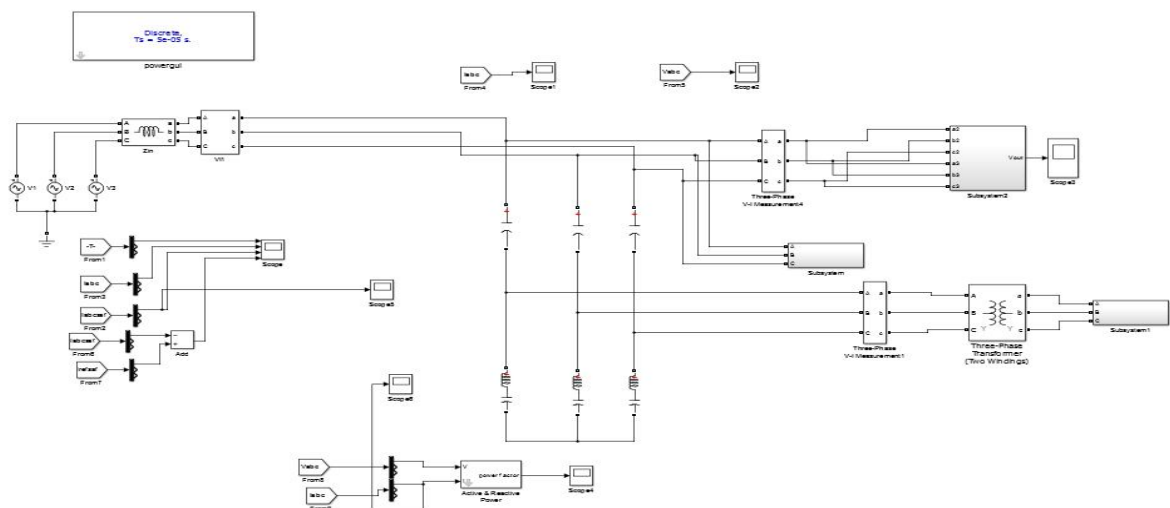 Discrete,
Ts = 5e-05 s.
powergui
Iabc
From4
Scope1
Vabc
From5
Scope2
A
B
C
a
b
c
Zin
A
B
C
a
b
c
VI1
V1
V2
V3
A
B
C
a
b
c
Three-Phase
V-I Measurement4
a2
b2
c2
a3
b3
c3
Vout
Subsystem2
Scope3
-T-
From1
Scope
Iabc
From3
From2
Scope5
From6
Add
From7
A
B
C
Subsystem
A
B
C
a
b
c
Three-Phase
V-I Measurement1
A
B
C
a
b
c
Y
Y
Three-Phase
Transformer
(Two Windings)
A
B
C
Subsystem1
Scope6
Vabc
From8
Iabc
V
power factor
Active & Reactive
Power
Scope4